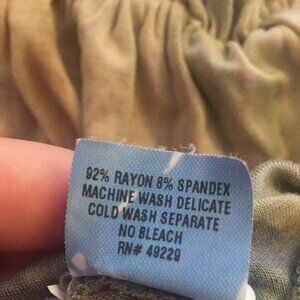 92% RAYON 8% SPANDEX
MACHINE WASH DELICATE
COLD WASH SEPARATE
NO BLEACH
RN# 49229